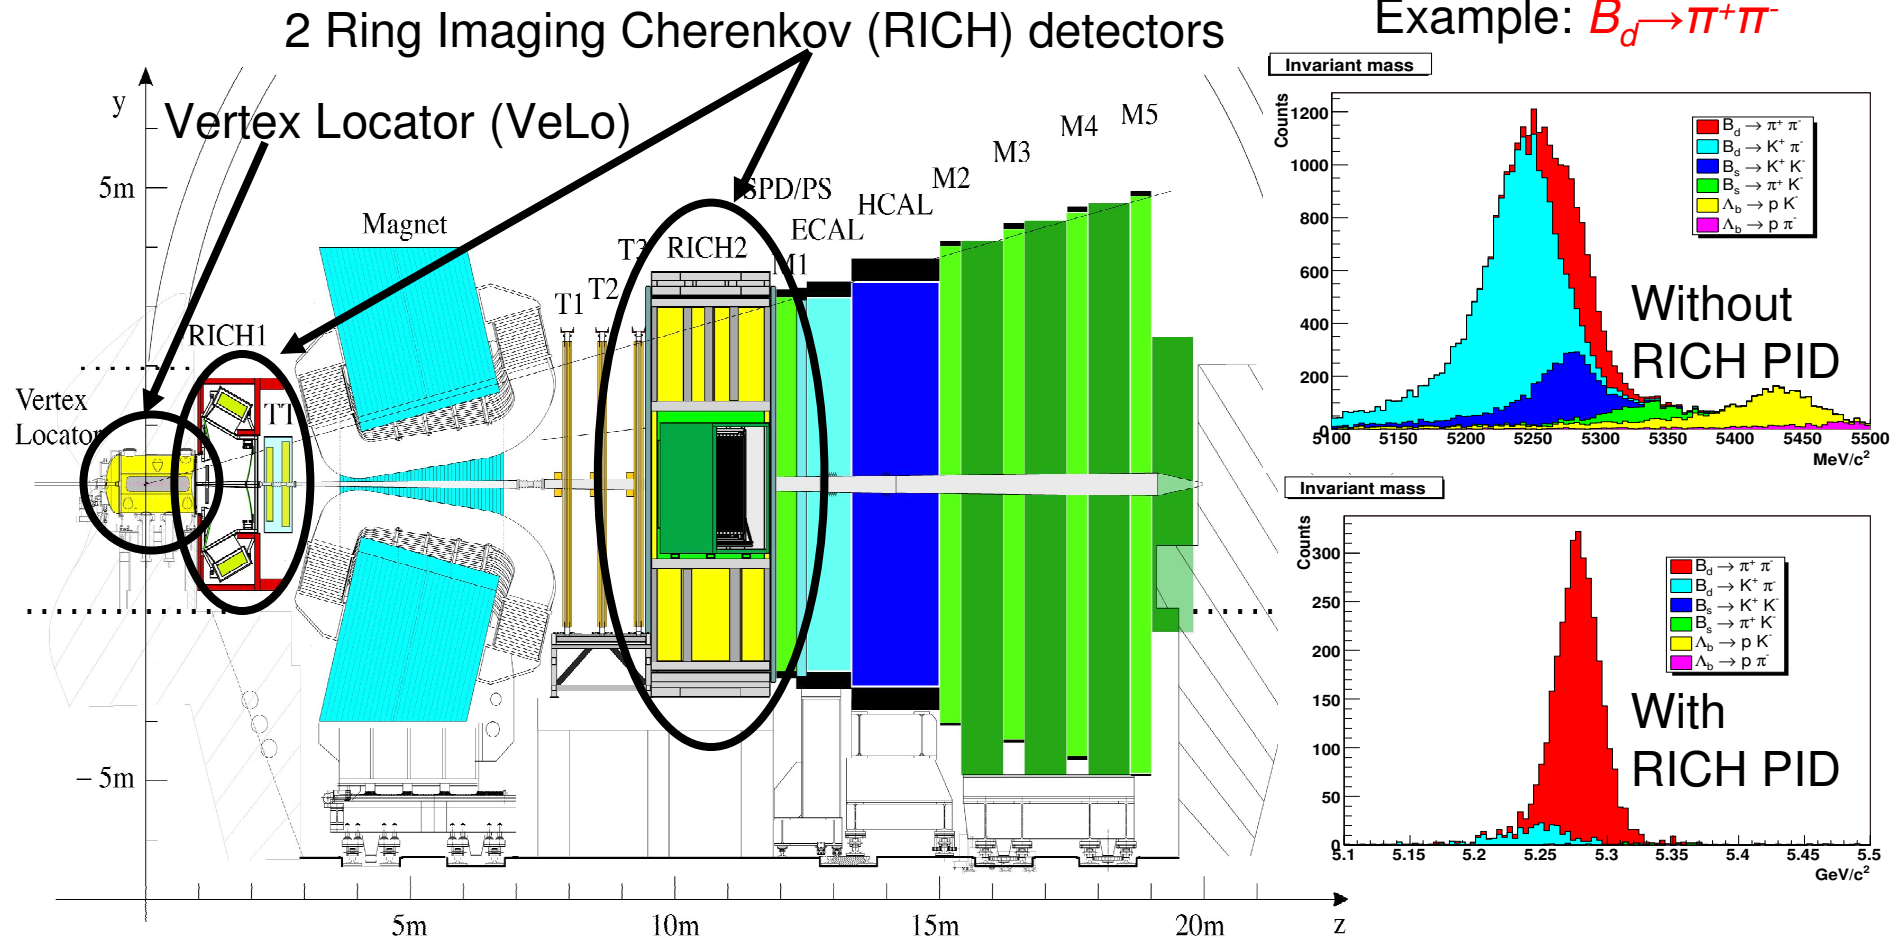 2 Ring Imaging Cherenkov (RICH) detectors
Example: B_d→π⁺π⁻
Vertex Locator (VeLo)
y
5m
Magnet
RICH1
Vertex
Locator
TT
T1
T2
T3
RICH2
SPD/PS
M1
ECAL
HCAL
M2
M3
M4
M5
– 5m
5m
10m
15m
20m
z
Invariant mass
Counts
1200
1000
800
600
400
200
0
5100
5150
5200
5250
5300
5350
5400
5450
5500
MeV/c²
B_d → π⁺ π⁻
B_d → K⁺ π⁻
B_s → K⁺ K⁻
B_s → π⁺ K⁻
Λ_b → p K⁻
Λ_b → p π⁻
Without
RICH PID
Invariant mass
Counts
300
250
200
150
100
50
0
5.1
5.15
5.2
5.25
5.3
5.35
5.4
5.45
5.5
GeV/c²
B_d → π⁺ π⁻
B_d → K⁺ π⁻
B_s → K⁺ K⁻
B_s → π⁺ K⁻
Λ_b → p K⁻
Λ_b → p π⁻
With
RICH PID